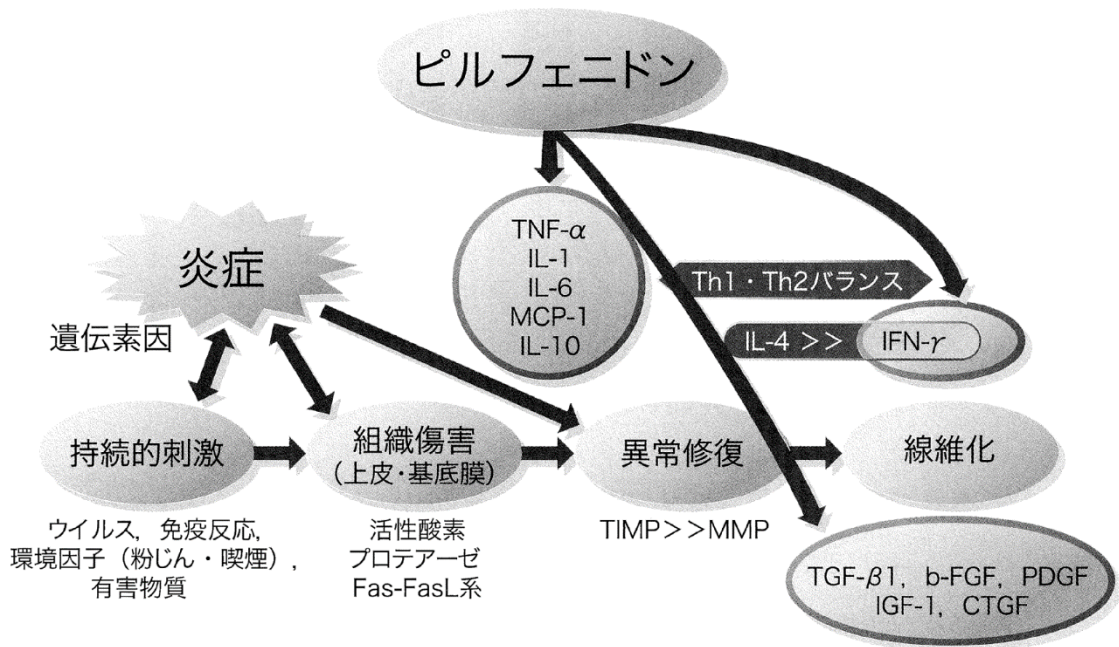 ピルフェニドン
TNF-α
IL-1
IL-6
MCP-1
IL-10
炎症
Th1・Th2バランス
遺伝素因
IL-4 >>
IFN-γ
持続的刺激
組織傷害
(上皮・基底膜)
異常修復
線維化
ウイルス, 免疫反応,
環境因子(粉じん・喫煙),
有害物質
活性酸素
プロテアーゼ
Fas-FasL系
TIMP>>MMP
TGF-β1, b-FGF, PDGF
IGF-1, CTGF